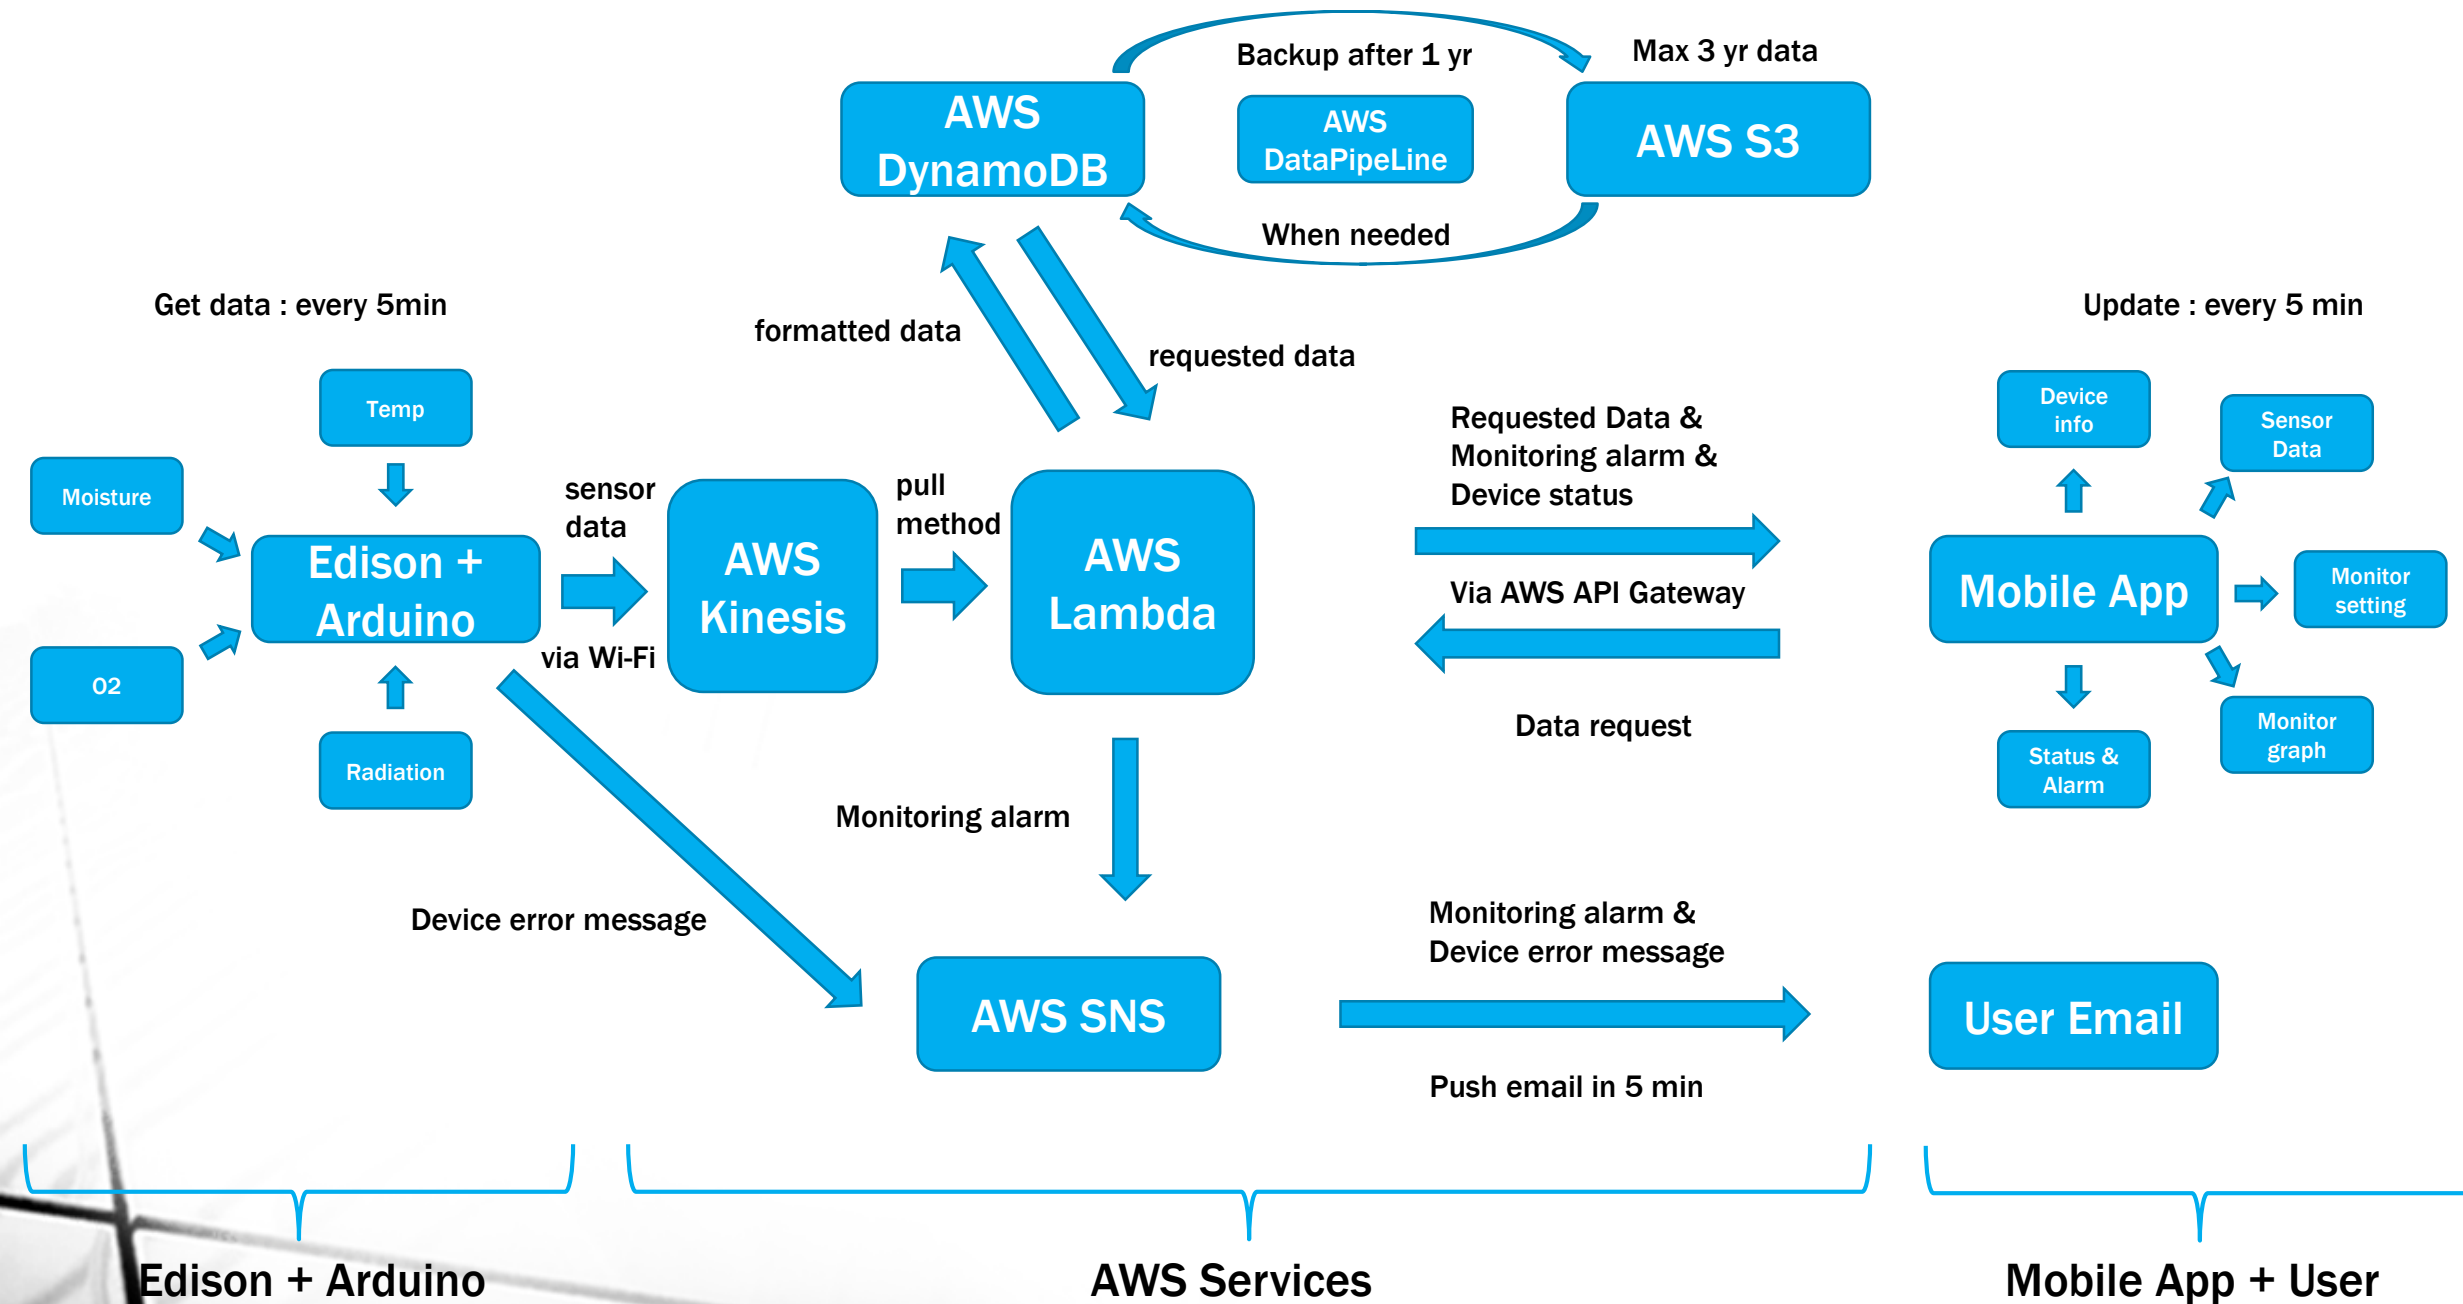 Backup after 1 yr
Max 3 yr data
AWS
DynamoDB
AWS
DataPipeLine
AWS S3
When needed
Get data : every 5min
formatted data
requested data
Update : every 5 min
Temp
Moisture
O2
Radiation
Edison +
Arduino
sensor
data
via Wi-Fi
AWS
Kinesis
pull
method
AWS
Lambda
Requested Data &
Monitoring alarm &
Device status
Via AWS API Gateway
Data request
Device
info
Sensor
Data
Mobile App
Monitor
setting
Monitor
graph
Status &
Alarm
Monitoring alarm
Device error message
AWS SNS
Monitoring alarm &
Device error message
Push email in 5 min
User Email
Edison + Arduino
AWS Services
Mobile App + User